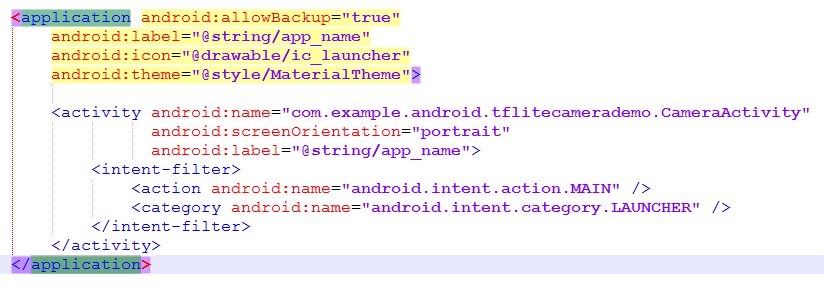 <application android:allowBackup="true"
android:label="@string/app_name"
android:icon="@drawable/ic_launcher"
android:theme="@style/MaterialTheme">
<activity android:name="com.example.android.tflitecamerademo.CameraActivity"
android:screenOrientation="portrait"
android:label="@string/app_name">
<intent-filter>
<action android:name="android.intent.action.MAIN" />
<category android:name="android.intent.category.LAUNCHER" />
</intent-filter>
</activity>
</application>